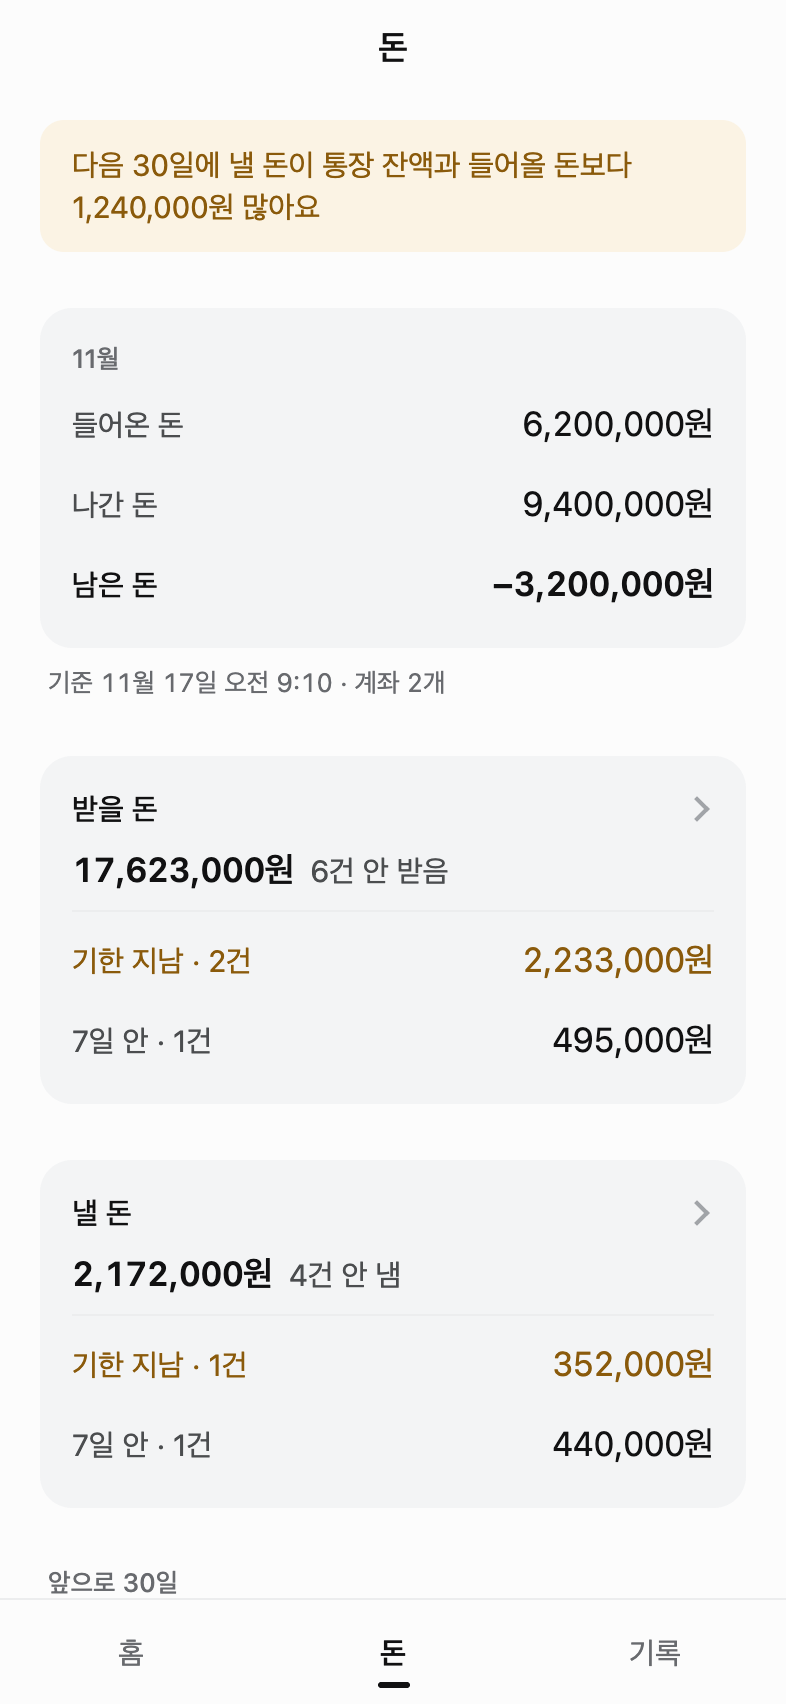 돈
다음 30일에 낼 돈이 통장 잔액과 들어올 돈보다
1,240,000원 많아요
11월
들어온 돈 6,200,000원
나간 돈 9,400,000원
남은 돈 –3,200,000원
기준 11월 17일 오전 9:10 · 계좌 2개
받을 돈
17,623,000원 6건 안 받음
기한 지남 · 2건 2,233,000원
7일 안 · 1건 495,000원
낼 돈
2,172,000원 4건 안 냄
기한 지남 · 1건 352,000원
7일 안 · 1건 440,000원
앞으로 30일
홈 돈 기록